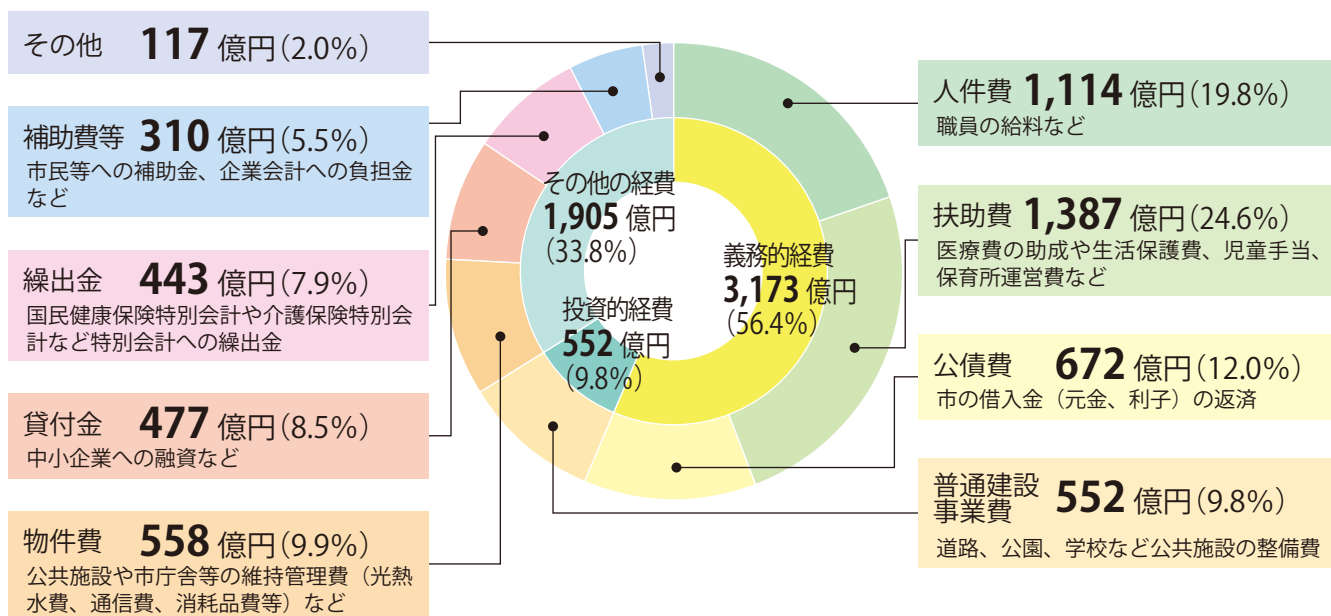 その他 117 億円(2.0%)
補助費等 310 億円(5.5%)
市民等への補助金、企業会計への負担金
など
繰出金 443 億円(7.9%)
国民健康保険特別会計や介護保険特別会
計など特別会計への繰出金
貸付金 477 億円(8.5%)
中小企業への融資など
物件費 558 億円(9.9%)
公共施設や市庁舎等の維持管理費（光熱
水費、通信費、消耗品費等）など
その他の経費
1,905 億円
(33.8%)
投資的経費
552 億円
(9.8%)
義務的経費
3,173 億円
(56.4%)
人件費 1,114 億円(19.8%)
職員の給料など
扶助費 1,387 億円(24.6%)
医療費の助成や生活保護費、児童手当、
保育所運営費など
公債費 672 億円(12.0%)
市の借入金（元金、利子）の返済
普通建設
事業費 552 億円(9.8%)
道路、公園、学校など公共施設の整備費